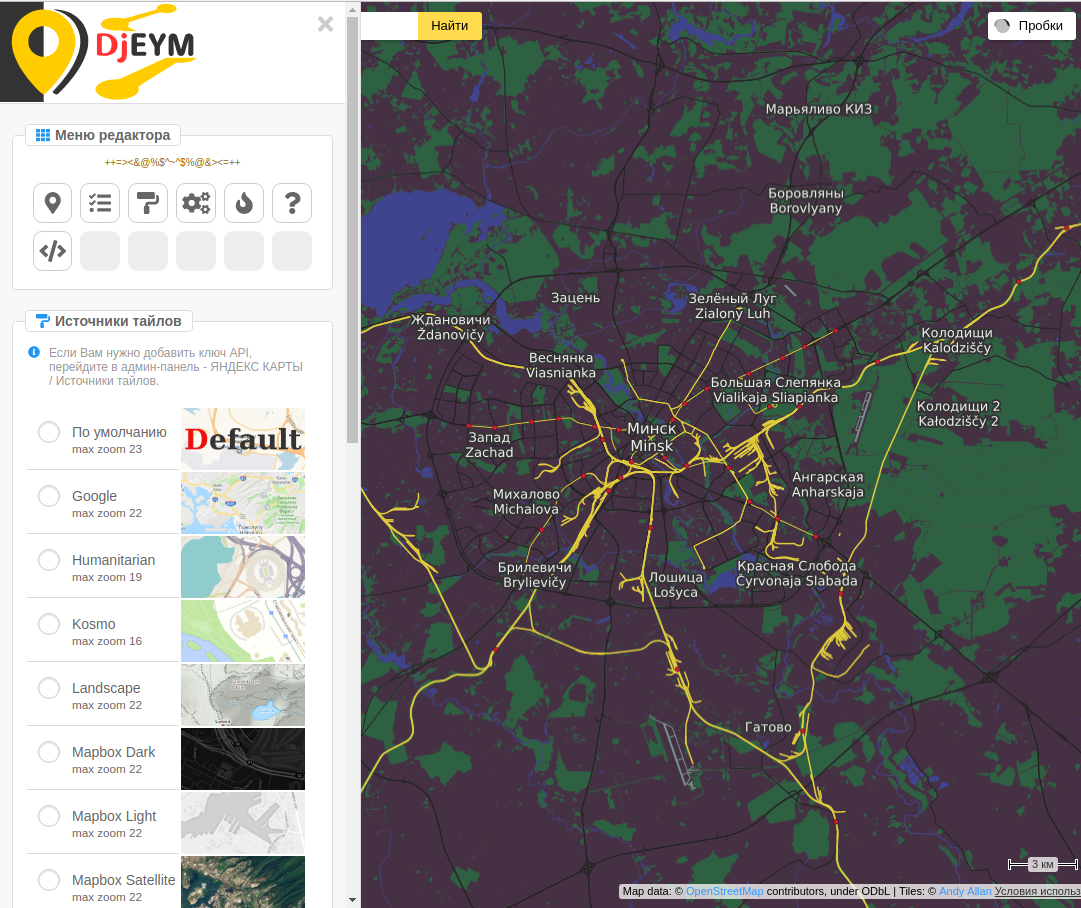 DjEYM
Меню редактора
++=><&@%$^~^$%@&><=++
Источники тайлов
Если Вам нужно добавить ключ API,
перейдите в админ-панель - ЯНДЕКС КАРТЫ
/ Источники тайлов.
По умолчанию
max zoom 23
Default
Google
max zoom 22
Humanitarian
max zoom 19
Kosmo
max zoom 16
Landscape
max zoom 22
Mapbox Dark
max zoom 22
Mapbox Light
max zoom 22
Mapbox Satellite
max zoom 22
Найти
Пробки
Марьяливо КИЗ
Боровляны
Borovlyany
Зацень
Зелёный Луг
Zialony Luh
Ждановичи
Ždanovičy
Колодищи
Kalodziščy
Веснянка
Viasnianka
Большая Слепянка
Vialikaja Sliapianka
Колодищи 2
Kałodziščy 2
Минск
Minsk
Запад
Zachad
Ангарская
Anharskaja
Михалово
Michalova
Брилевичи
Brylievičy
Лошица
Lošyca
Красная Слобода
Čyrvonaja Slabada
Гатово
3 км
Map data: © OpenStreetMap contributors, under ODbL | Tiles: © Andy Allan Условия использ